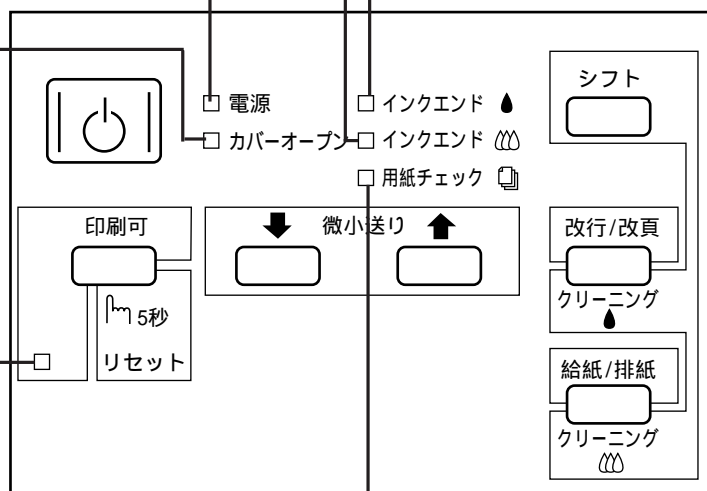 電源
インクエンド
シフト
カバーオープン
インクエンド
用紙チェック
印刷可
微小送り
改行/改頁
クリーニング
5秒
リセット
給紙/排紙
クリーニング